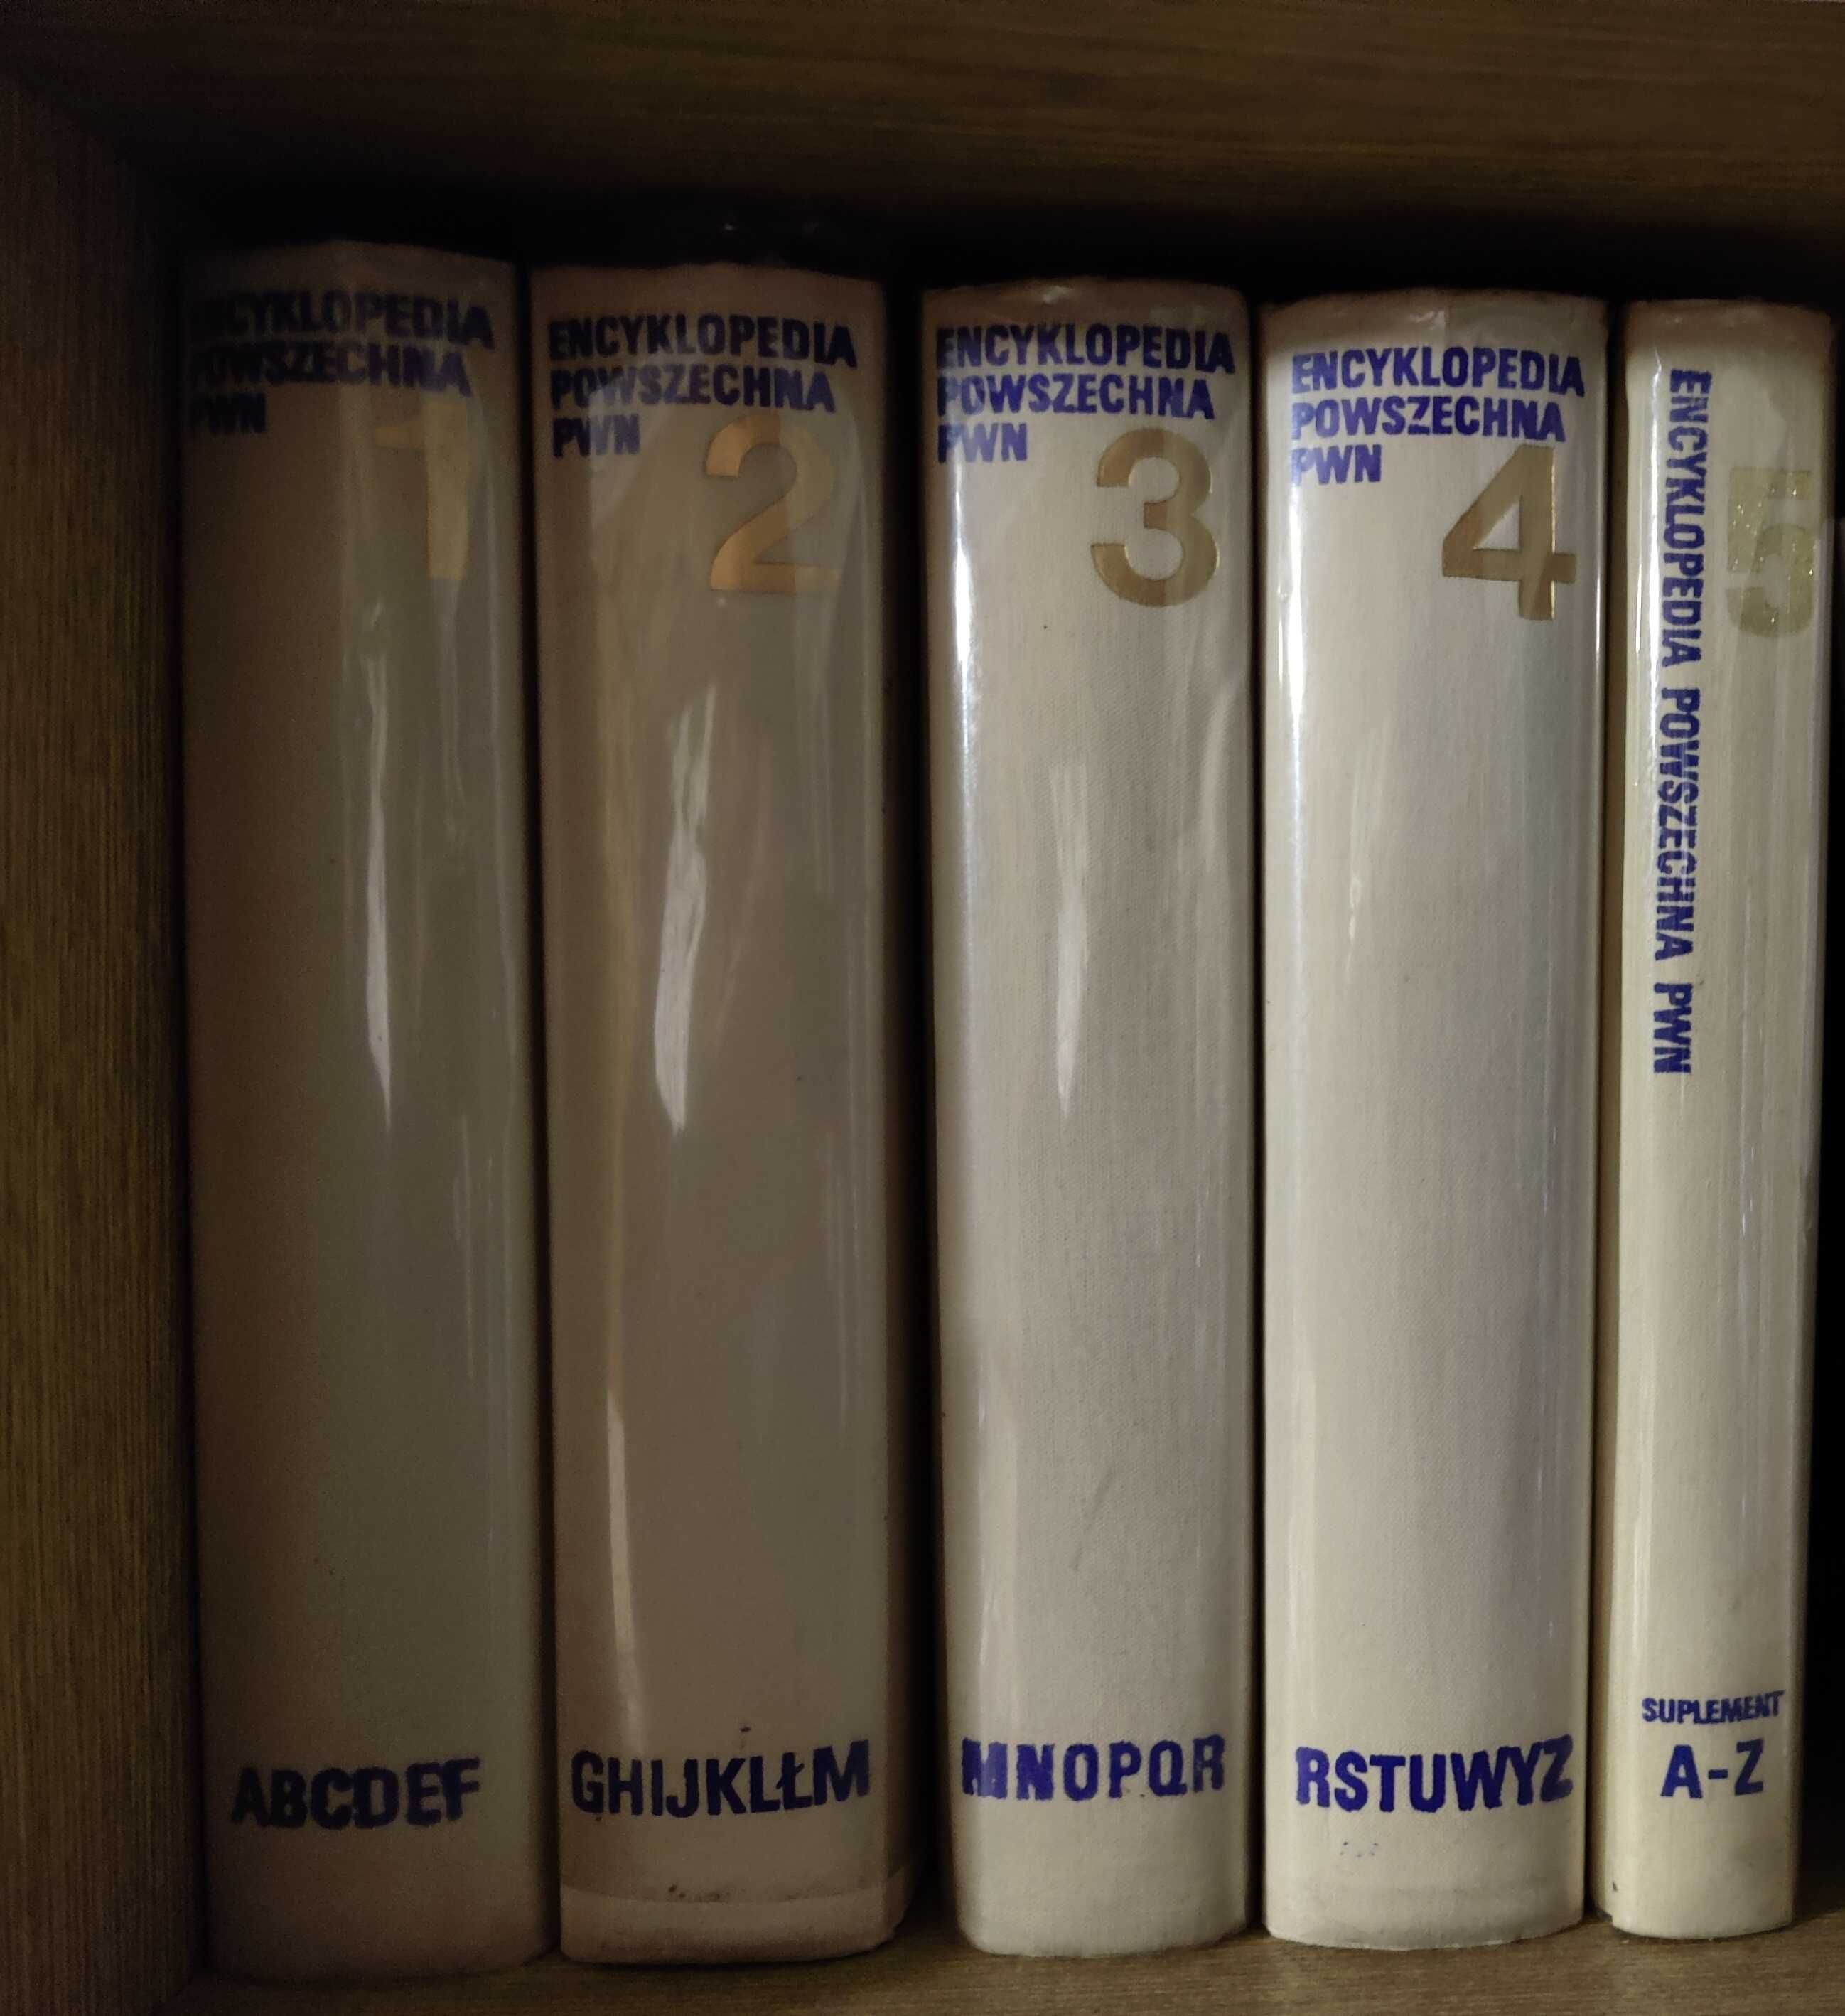 ENCYKLOPEDIA
POWSZECHNA
PWN
1
ABCDEF
ENCYKLOPEDIA
POWSZECHNA
PWN
2
GHIJKLŁM
ENCYKLOPEDIA
POWSZECHNA
PWN
3
MNOPQR
ENCYKLOPEDIA
POWSZECHNA
PWN
4
RSTUWYZ
ENCYKLOPEDIA POWSZECHNA PWN
5
SUPLEMENT
A-Z